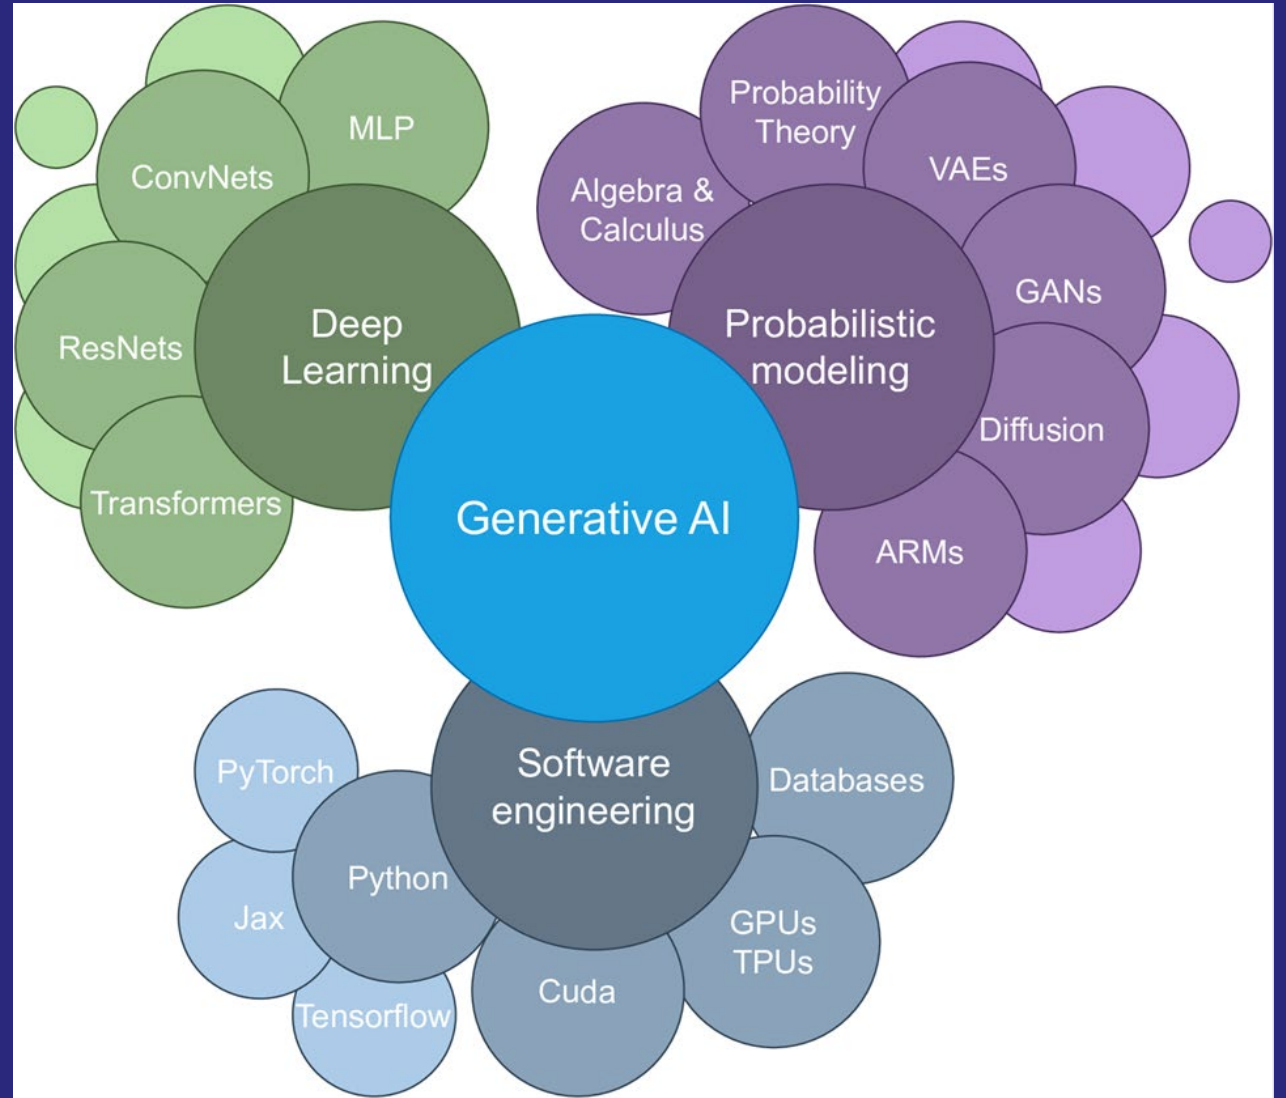 MLP
ConvNets
ResNets
Transformers
Deep
Learning
Probability
Theory
Algebra &
Calculus
VAEs
GANs
Diffusion
ARMs
Probabilistic
modeling
Generative AI
Software
engineering
PyTorch
Jax
Tensorflow
Python
Cuda
GPUs
TPUs
Databases